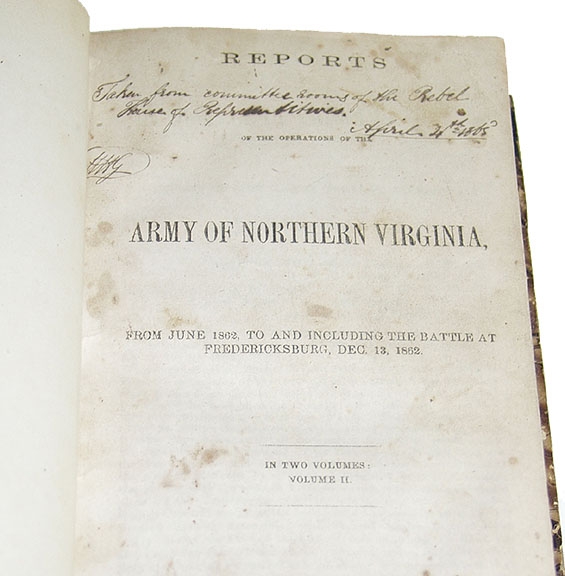 REPORTS
Taken from committee rooms of the Rebel
House of Representitives.
April 1865
OF THE OPERATIONS OF THE
ARMY OF NORTHERN VIRGINIA,
FROM JUNE 1862, TO AND INCLUDING THE BATTLE AT
FREDERICKSBURG, DEC. 13, 1862.
IN TWO VOLUMES:
VOLUME II.